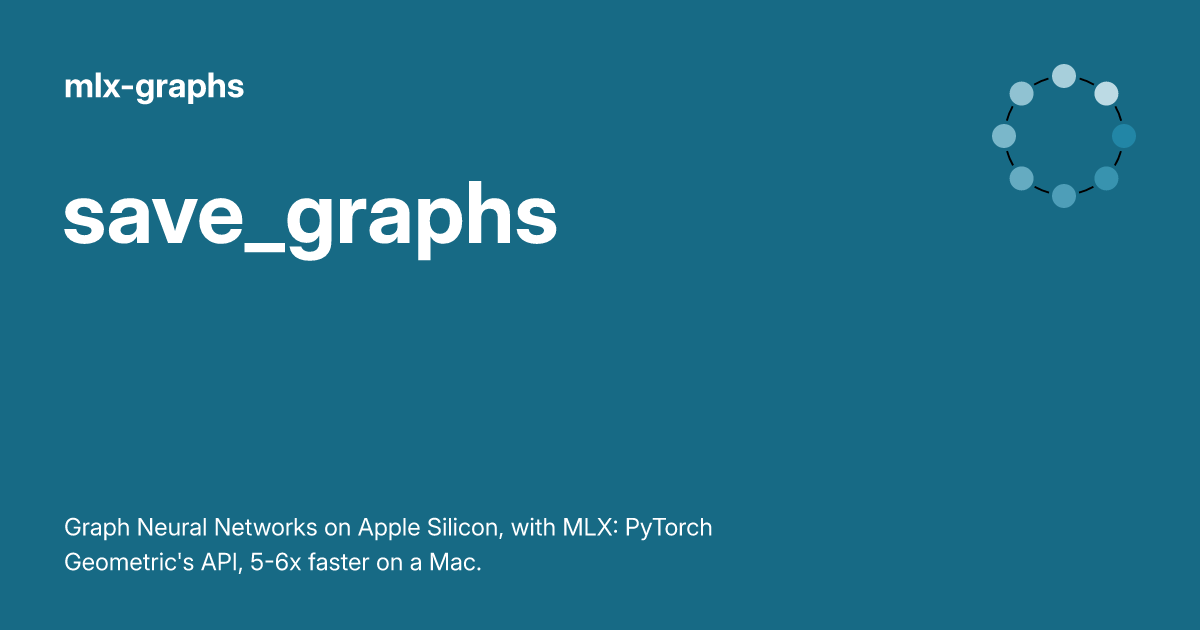 mlx-graphs
save_graphs
Graph Neural Networks on Apple Silicon, with MLX: PyTorch
Geometric's API, 5-6x faster on a Mac.